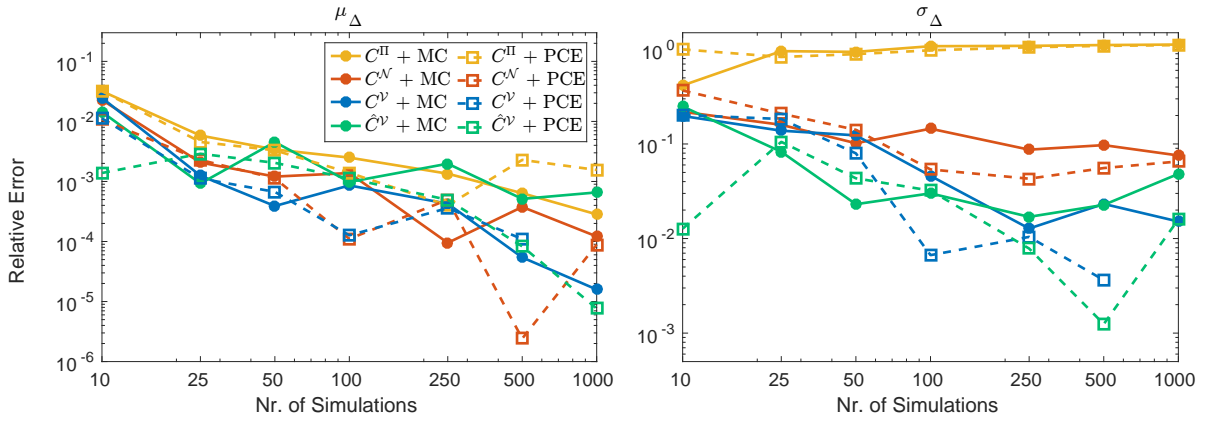 μ_Δ
Relative Error
10^-1
10^-2
10^-3
10^-4
10^-5
10^-6
10 25 50 100 250 500 1000
Nr. of Simulations
C^Π + MC
C^𝒩 + MC
C^𝒱 + MC
Ĉ^𝒱 + MC
C^Π + PCE
C^𝒩 + PCE
C^𝒱 + PCE
Ĉ^𝒱 + PCE
σ_Δ
10^0
10^-1
10^-2
10^-3
10 25 50 100 250 500 1000
Nr. of Simulations